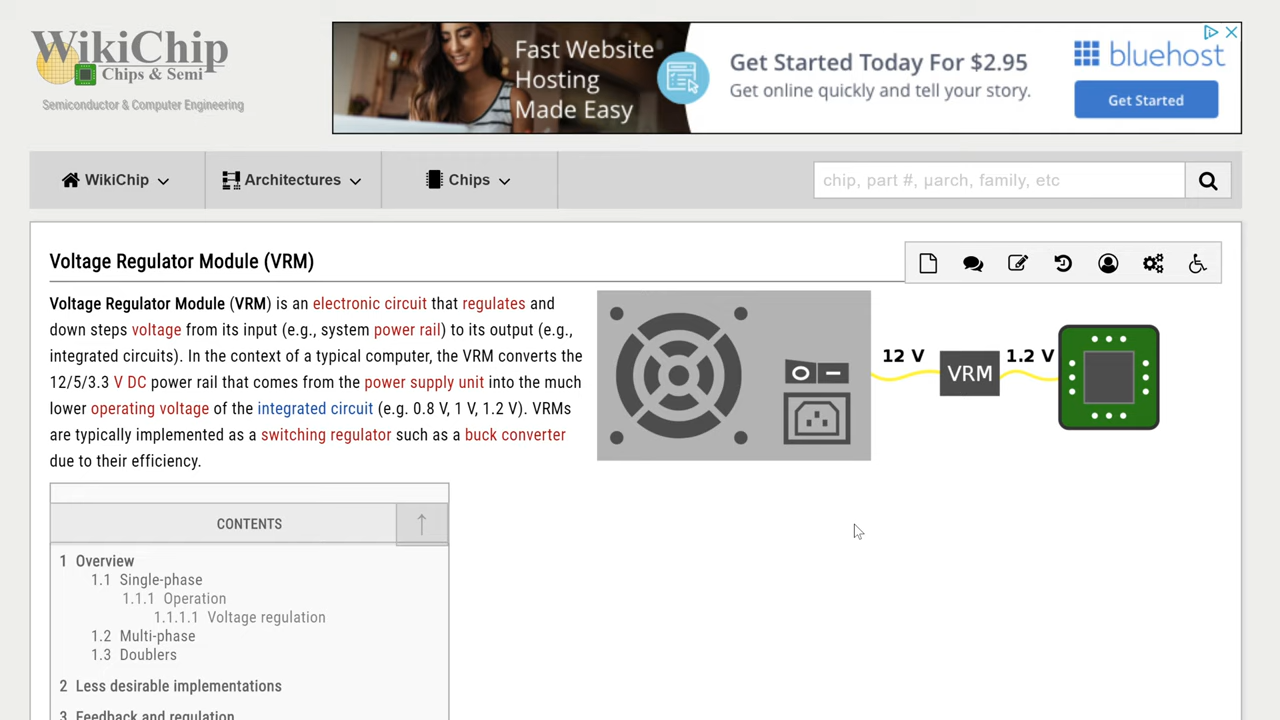 WikiChip
Chips & Semi
Semiconductor & Computer Engineering
Fast Website
Hosting
Made Easy
Get Started Today For $2.95
Get online quickly and tell your story.
bluehost
Get Started
WikiChip
Architectures
Chips
chip, part #, µarch, family, etc
Voltage Regulator Module (VRM)
Voltage Regulator Module (VRM) is an electronic circuit that regulates and
down steps voltage from its input (e.g., system power rail) to its output (e.g.,
integrated circuits). In the context of a typical computer, the VRM converts the
12/5/3.3 V DC power rail that comes from the power supply unit into the much
lower operating voltage of the integrated circuit (e.g. 0.8 V, 1 V, 1.2 V). VRMs
are typically implemented as a switching regulator such as a buck converter
due to their efficiency.
12 V
VRM
1.2 V
CONTENTS
1 Overview
1.1 Single-phase
1.1.1 Operation
1.1.1.1 Voltage regulation
1.2 Multi-phase
1.3 Doublers
2 Less desirable implementations
3 Feedback and regulation